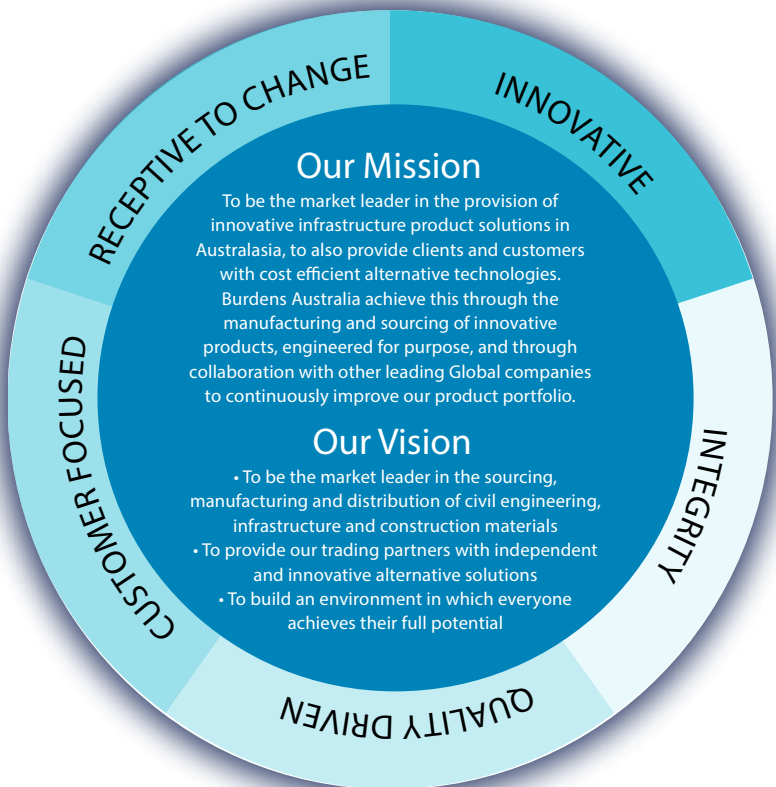 RECEPTIVE TO CHANGE
INNOVATIVE
INTEGRITY
QUALITY DRIVEN
CUSTOMER FOCUSED
Our Mission
To be the market leader in the provision of
innovative infrastructure product solutions in
Australasia, to also provide clients and customers
with cost efficient alternative technologies.
Burdens Australia achieve this through the
manufacturing and sourcing of innovative
products, engineered for purpose, and through
collaboration with other leading Global companies
to continuously improve our product portfolio.
Our Vision
• To be the market leader in the sourcing,
manufacturing and distribution of civil engineering,
infrastructure and construction materials
• To provide our trading partners with independent
and innovative alternative solutions
• To build an environment in which everyone
achieves their full potential